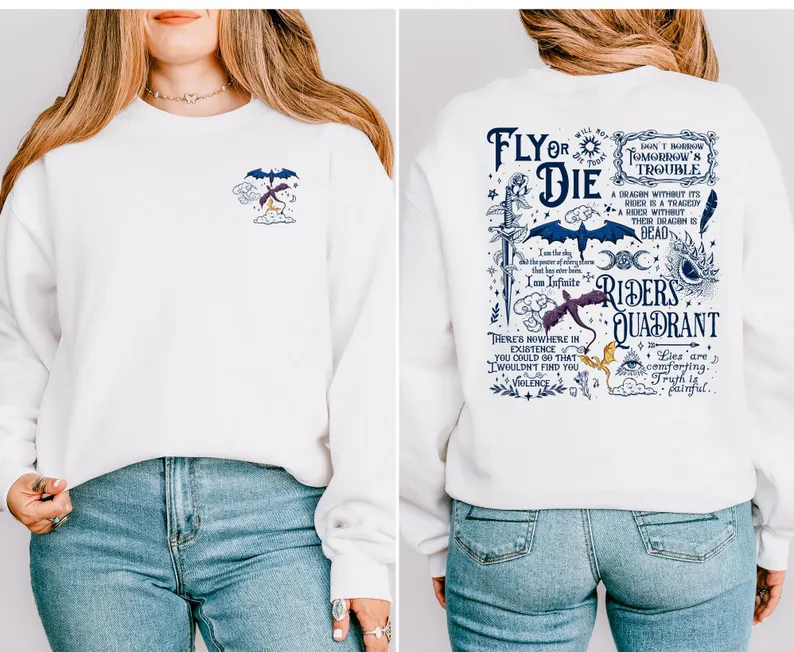 FLY OR
DIE
WILL NOT
DIE TODAY
DON'T BORROW
TOMORROW'S
TROUBLE
A DRAGON WITHOUT ITS
RIDER IS A TRAGEDY
A RIDER WITHOUT
THEIR DRAGON IS
DEAD
I am the sky
and the power of every storm
that has ever been.
I am Infinite
RIDERS
QUADRANT
THERE'S NOWHERE IN
EXISTENCE
YOU COULD GO THAT
I WOULDN'T FIND YOU
VIOLENCE
Lies are
comforting.
Truth is
painful.